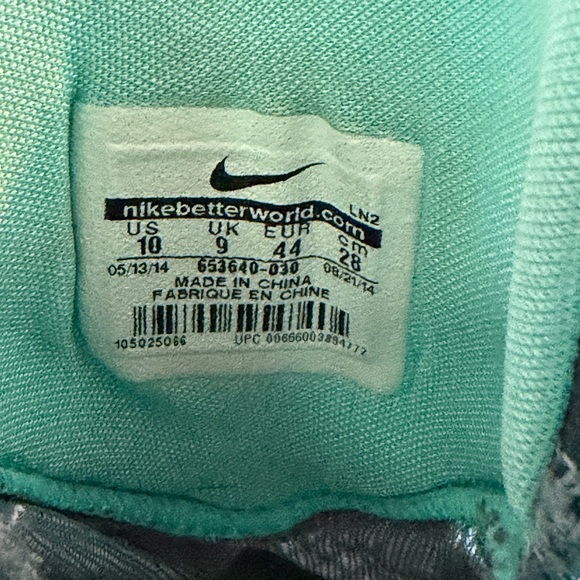 LN2
nikebetterworld.com
US UK EUR cm
10 9 44 28
05/13/14 653640-030 08/21/14
MADE IN CHINA
FABRIQUE EN CHINE
105025066 UPC